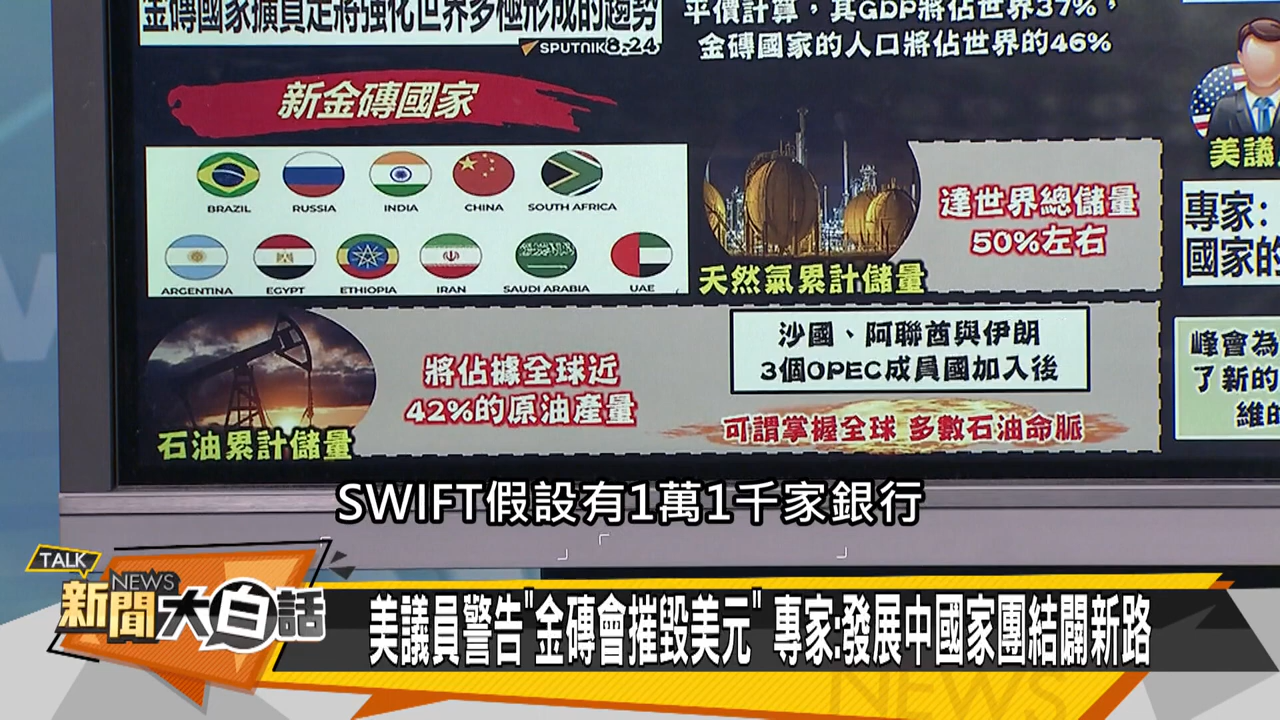 金磚國家擴員走將強化世界多極形成的趨勢
SPUTNIK 8.24
平價計算，其GDP將佔世界37%，
金磚國家的人口將佔世界的46%
新金磚國家
BRAZIL RUSSIA INDIA CHINA SOUTH AFRICA
ARGENTINA EGYPT ETHIOPIA IRAN SAUDI ARABIA UAE
達世界總儲量
50%左右
天然氣累計儲量
將佔據全球近
42%的原油產量
石油累計儲量
沙國、阿聯酋與伊朗
3個OPEC成員國加入後
可謂掌握全球 多數石油命脈
美議
專家：
國家的
峰會為
了新的
維的
SWIFT假設有1萬1千家銀行
TALK
NEWS
新聞大白話
美議員警告"金磚會摧毀美元" 專家:發展中國家團結闢新路
NEWS